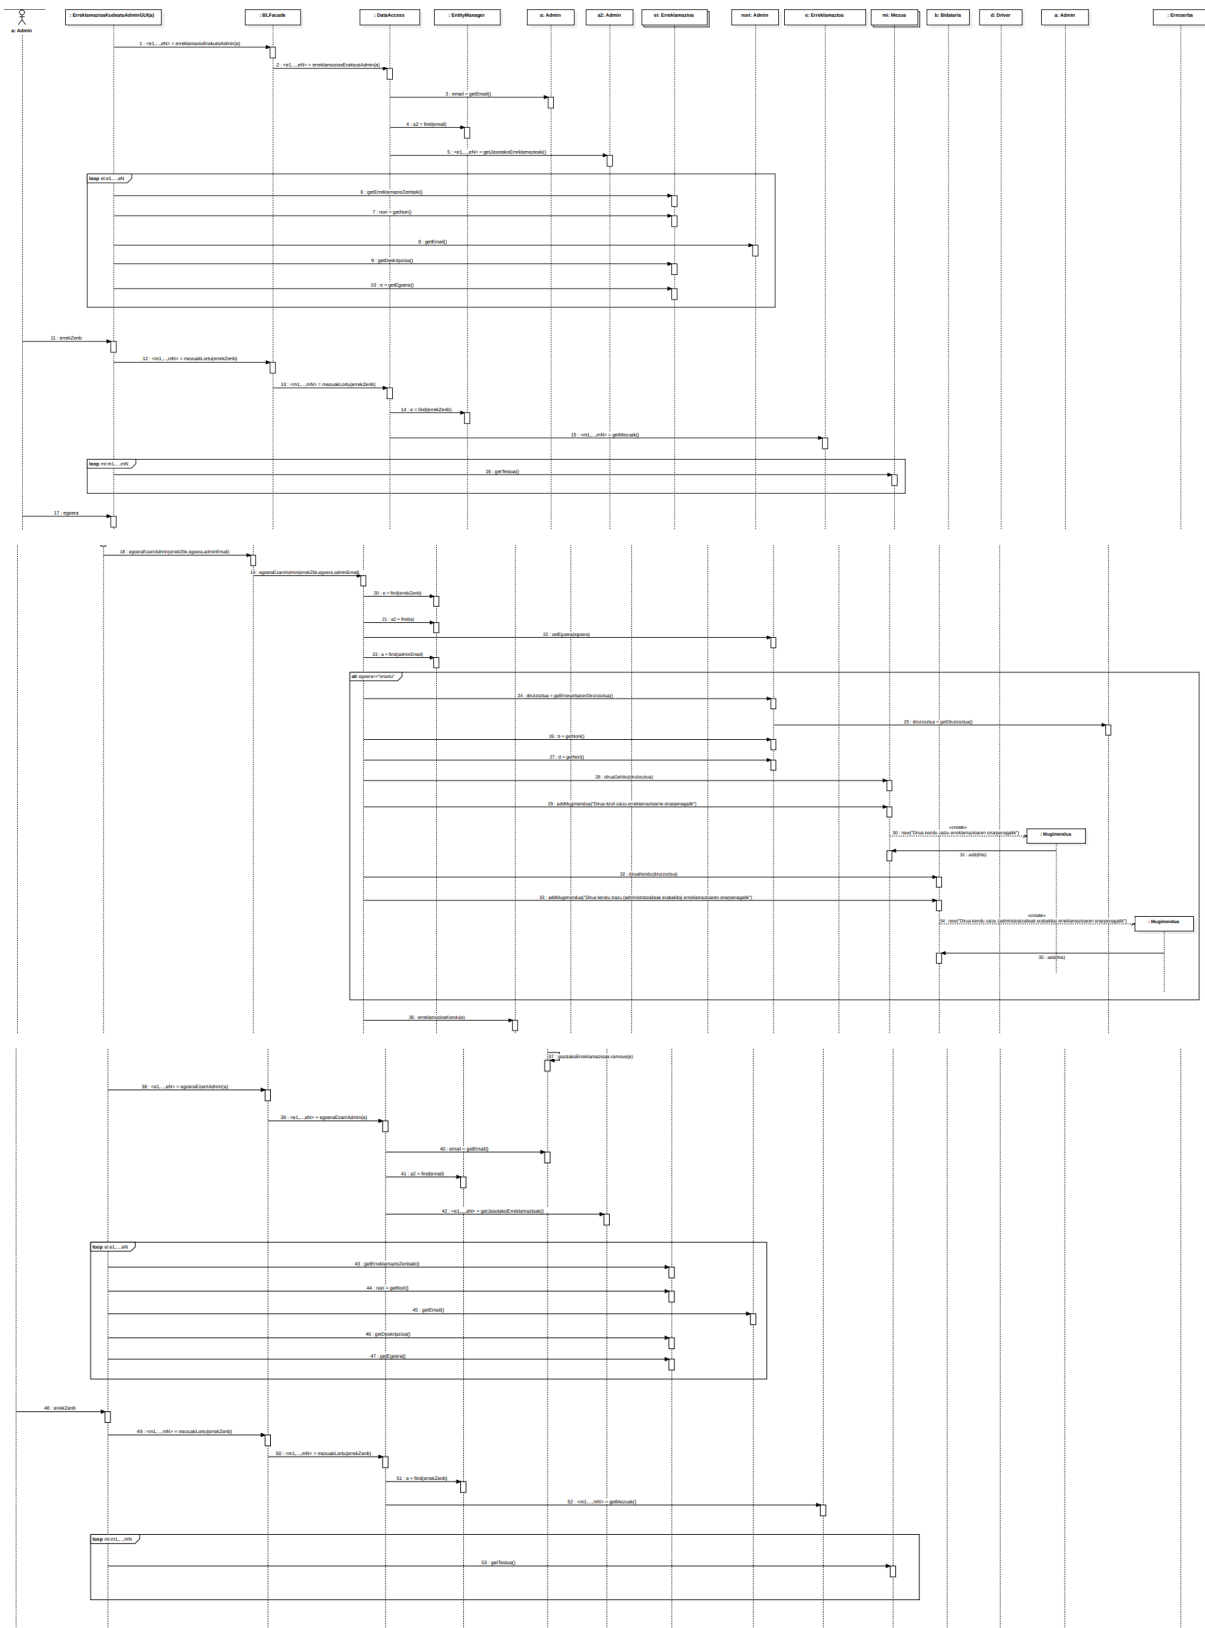 : ErreklamazioaKudeatuAdminGUI(a)
: BLFacade
: DataAccess
: EntityManager
a: Admin
a2: Admin
ei: Erreklamazioa
nori: Admin
e: Erreklamazioa
mi: Mezua
b: Bidaiaria
d: Driver
a: Admin
: Erreserba
a: Admin
1 : <e1,...,eN> = erreklamazioErakutsiAdmin(a)
2 : <e1,...,eN> = erreklamazioaErakutsiAdmin(a)
3 : email = getEmail()
4 : a2 = find(email)
5 : <e1,...,eN> = getJasotakoErreklamazioak()
loop ei:e1,...,eN
6 : getErreklamazioZenbaki()
7 : nori = getNori()
8 : getEmail()
9 : getDeskripzioa()
10 : e = getEgoera()
11 : errekZenb
12 : <m1,...,mN> = mezuakLortu(errekZenb)
13 : <m1,...,mN> = mezuakLortu(errekZenb)
14 : e = find(errekZenb)
15 : <m1,...,mN> = getMezuak()
loop mi:m1,...,mN
16 : getTestua()
17 : egoera
18 : egoeraEzarriAdmin(errekZbk,egoera,adminEmail)
19 : egoeraEzarriAdmin(errekZbk,egoera,adminEmail)
20 : e = find(errekZenb)
21 : a2 = find(a)
22 : setEgoera(egoera)
23 : a = find(adminEmail)
alt egoera=="onartu"
24 : diruizoztua = getErreserbarenDiruizoztua()
25 : diruizoztua = getDiruizoztua()
26 : b = getNork()
27 : d = getNori()
28 : diruaGehitu(diruizoztua)
29 : addMugimendua("Dirua itzuli zaizu erreklamazioarne onarpenagatik")
«create»
30 : new("Dirua kendu zaizu erreklamazioaren onarpenagatik")
: Mugimendua
31 : add(this)
32 : diruaKendu(diruizoztua)
33 : addMugimendua("Dirua kendu zaizu (administratzaileak erabakita) erreklamazioaren onarpenagatik")
«create»
34 : new("Dirua kendu zaizu (administratzaileak erabakita) erreklamazioaren onarpenagatik")
: Mugimendua
35 : add(this)
36 : erreklamazioaKendu(e)
37 : jasotakoErreklamazioak.remove(e)
38 : <e1,...,eN> = egoeraEzarriAdmin(a)
39 : <e1,...,eN> = egoeraEzarriAdmin(a)
40 : email = getEmail()
41 : a2 = find(email)
42 : <e1,...,eN> = getJasotakoErreklamazioak()
loop ei:e1,...,eN
43 : getErreklamazioZenbaki()
44 : nori = getNori()
45 : getEmail()
46 : getDeskripzioa()
47 : getEgoera()
48 : errekZenb
49 : <m1,...,mN> = mezuakLortu(errekZenb)
50 : <m1,...,mN> = mezuakLortu(errekZenb)
51 : e = find(errekZenb)
52 : <m1,...,mN> = getMezuak()
loop mi:m1,...,mN
53 : getTestua()